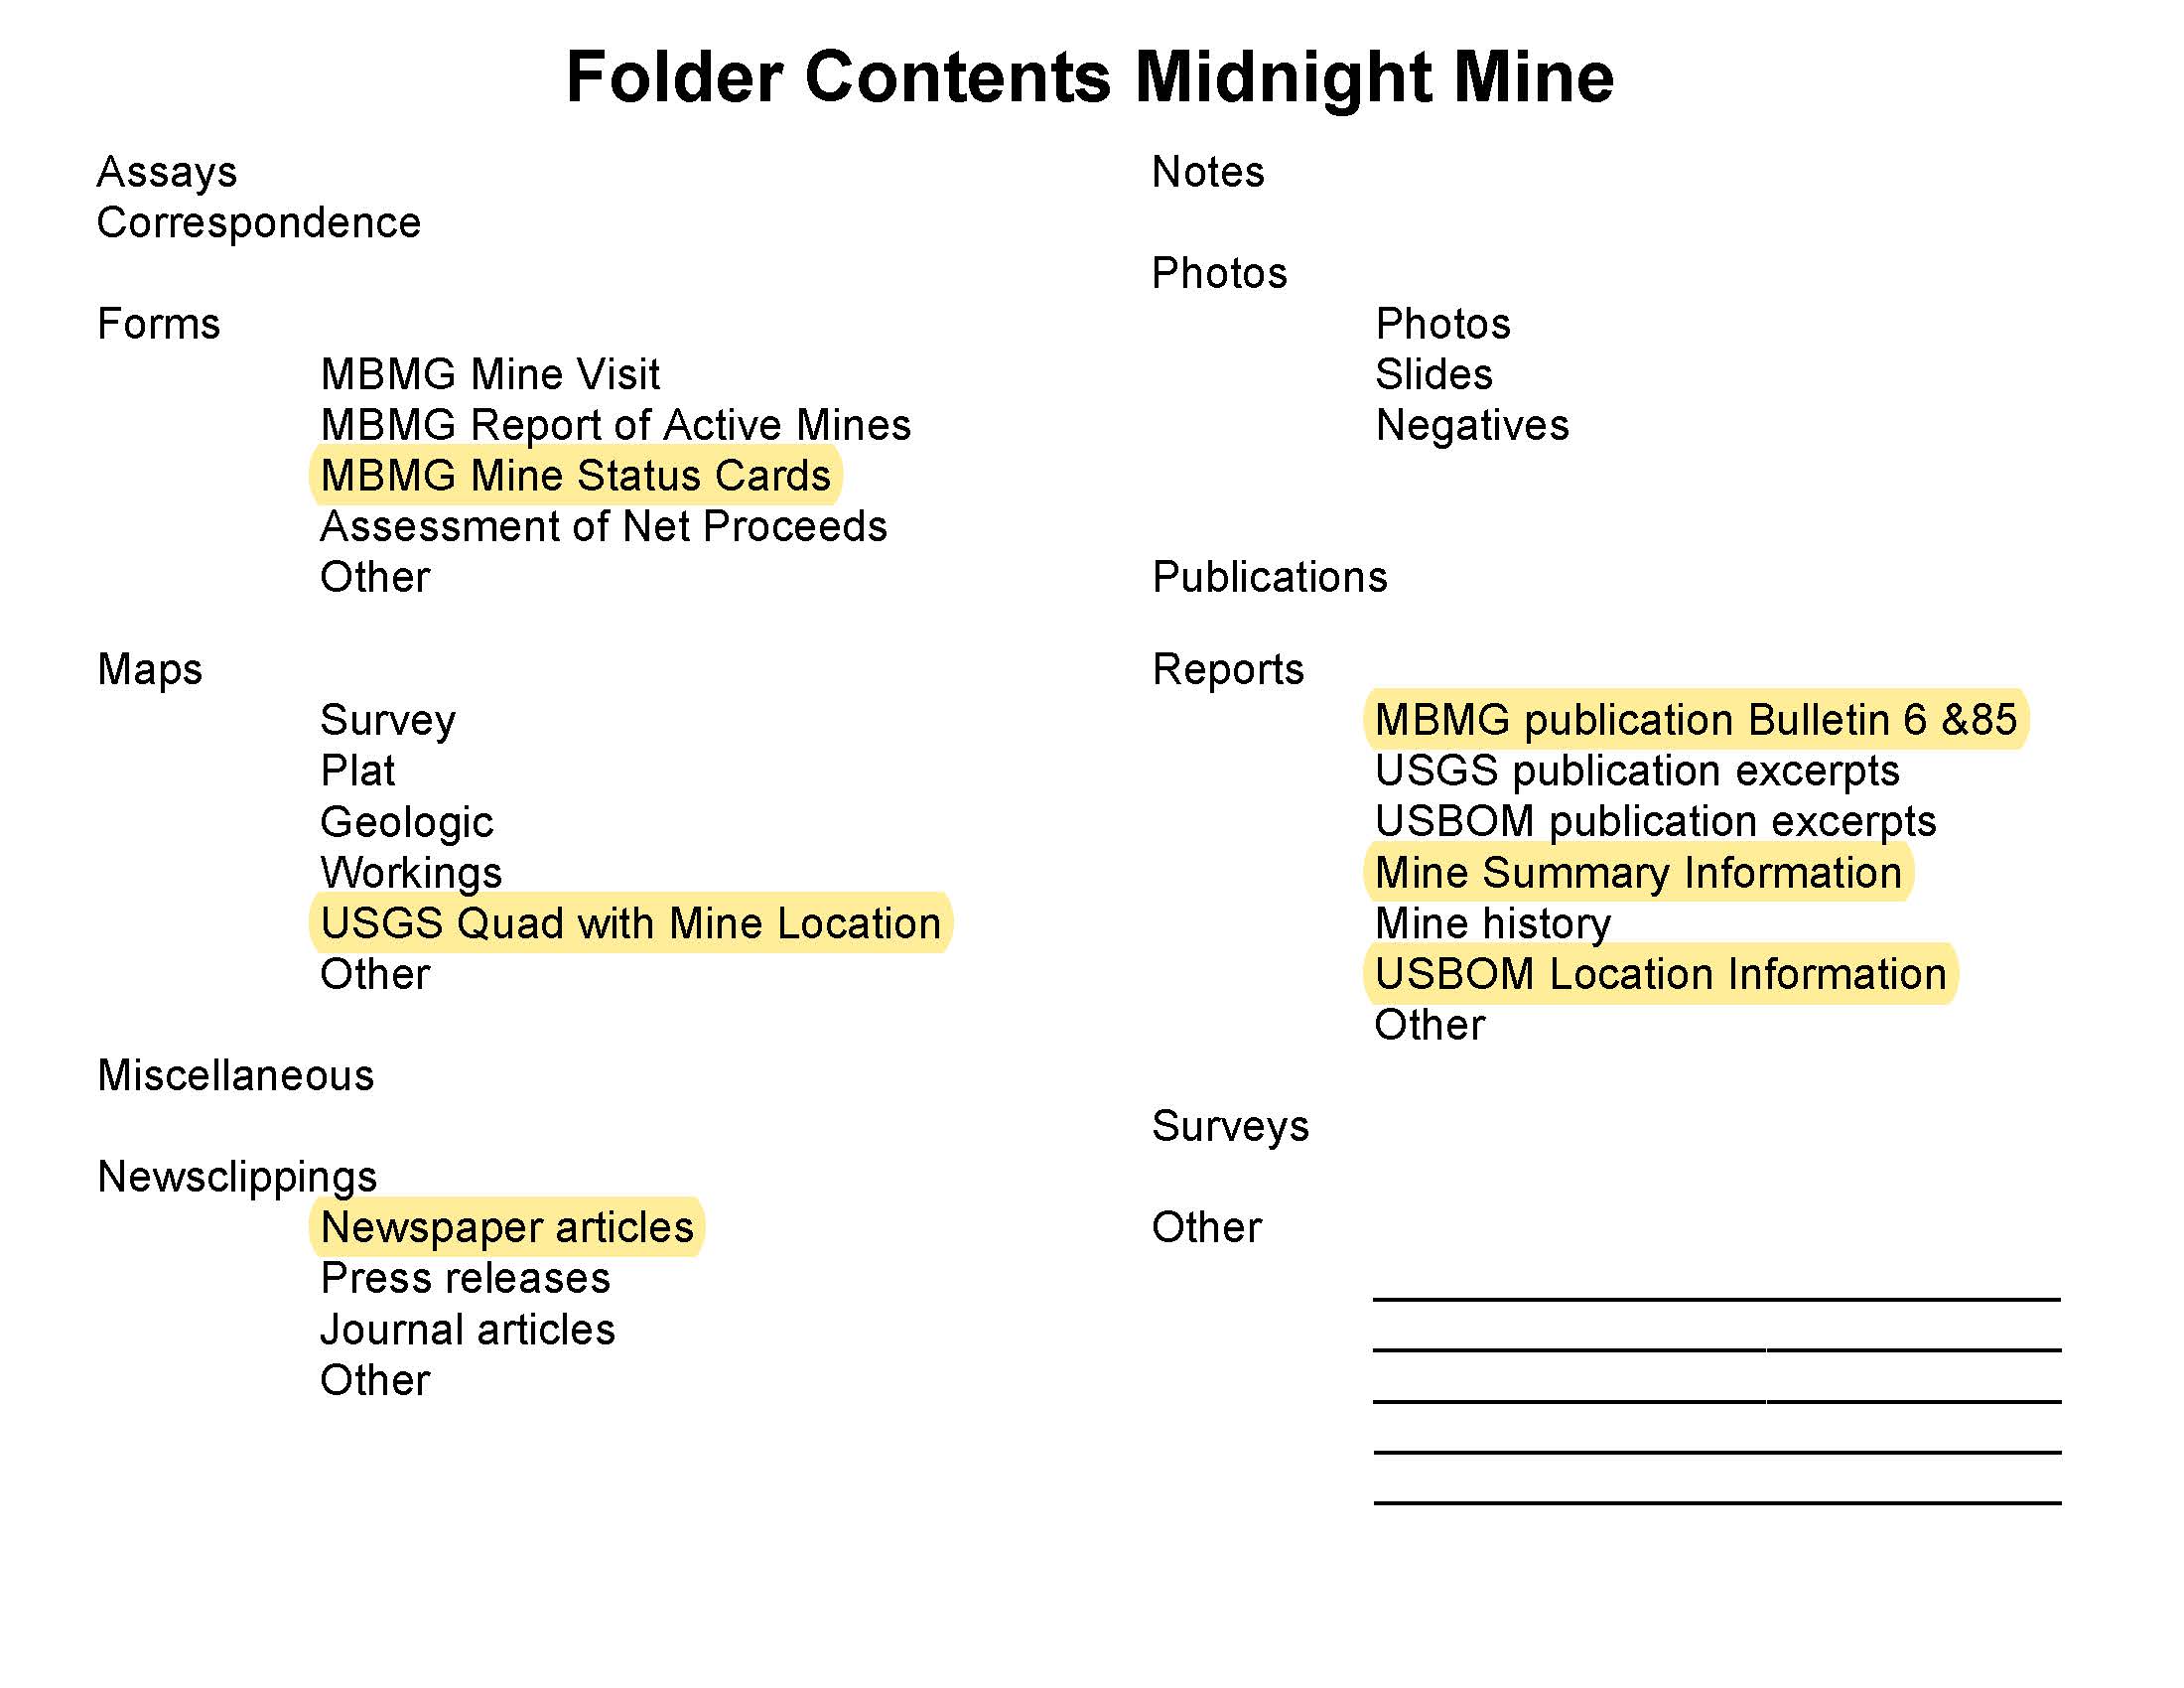 Folder Contents Midnight Mine
Assays
Correspondence
Forms
MBMG Mine Visit
MBMG Report of Active Mines
MBMG Mine Status Cards
Assessment of Net Proceeds
Other
Maps
Survey
Plat
Geologic
Workings
USGS Quad with Mine Location
Other
Miscellaneous
Newsclippings
Newspaper articles
Press releases
Journal articles
Other
Notes
Photos
Photos
Slides
Negatives
Publications
Reports
MBMG publication Bulletin 6 &85
USGS publication excerpts
USBOM publication excerpts
Mine Summary Information
Mine history
USBOM Location Information
Other
Surveys
Other